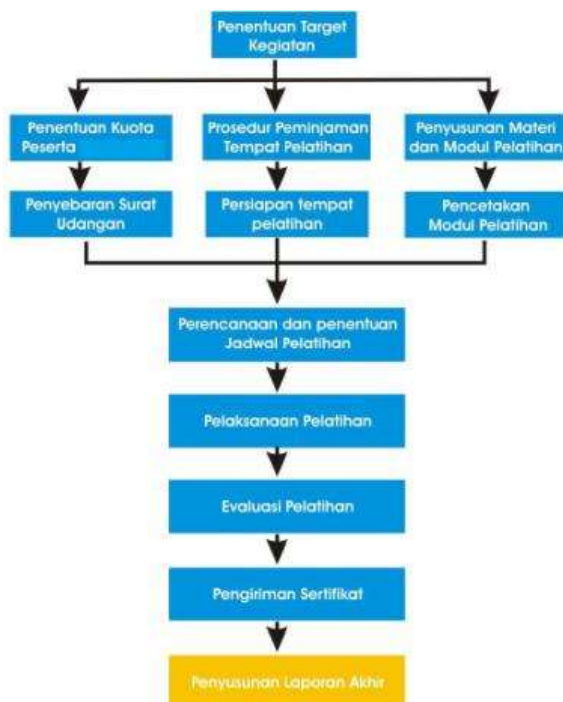 Penentuan Target
Kegiatan
Penentuan Kuota
Peserta
Prosedur Peminjaman
Tempat Pelatihan
Penyusunan Materi
dan Modul Pelatihan
Penyebaran Surat
Udangan
Persiapan tempat
pelatihan
Pencetakan
Modul Pelatihan
Perencanaan dan penentuan
Jadwal Pelatihan
Pelaksanaan Pelatihan
Evaluasi Pelatihan
Pengiriman Sertifikat
Penyusunan Laporan Akhir